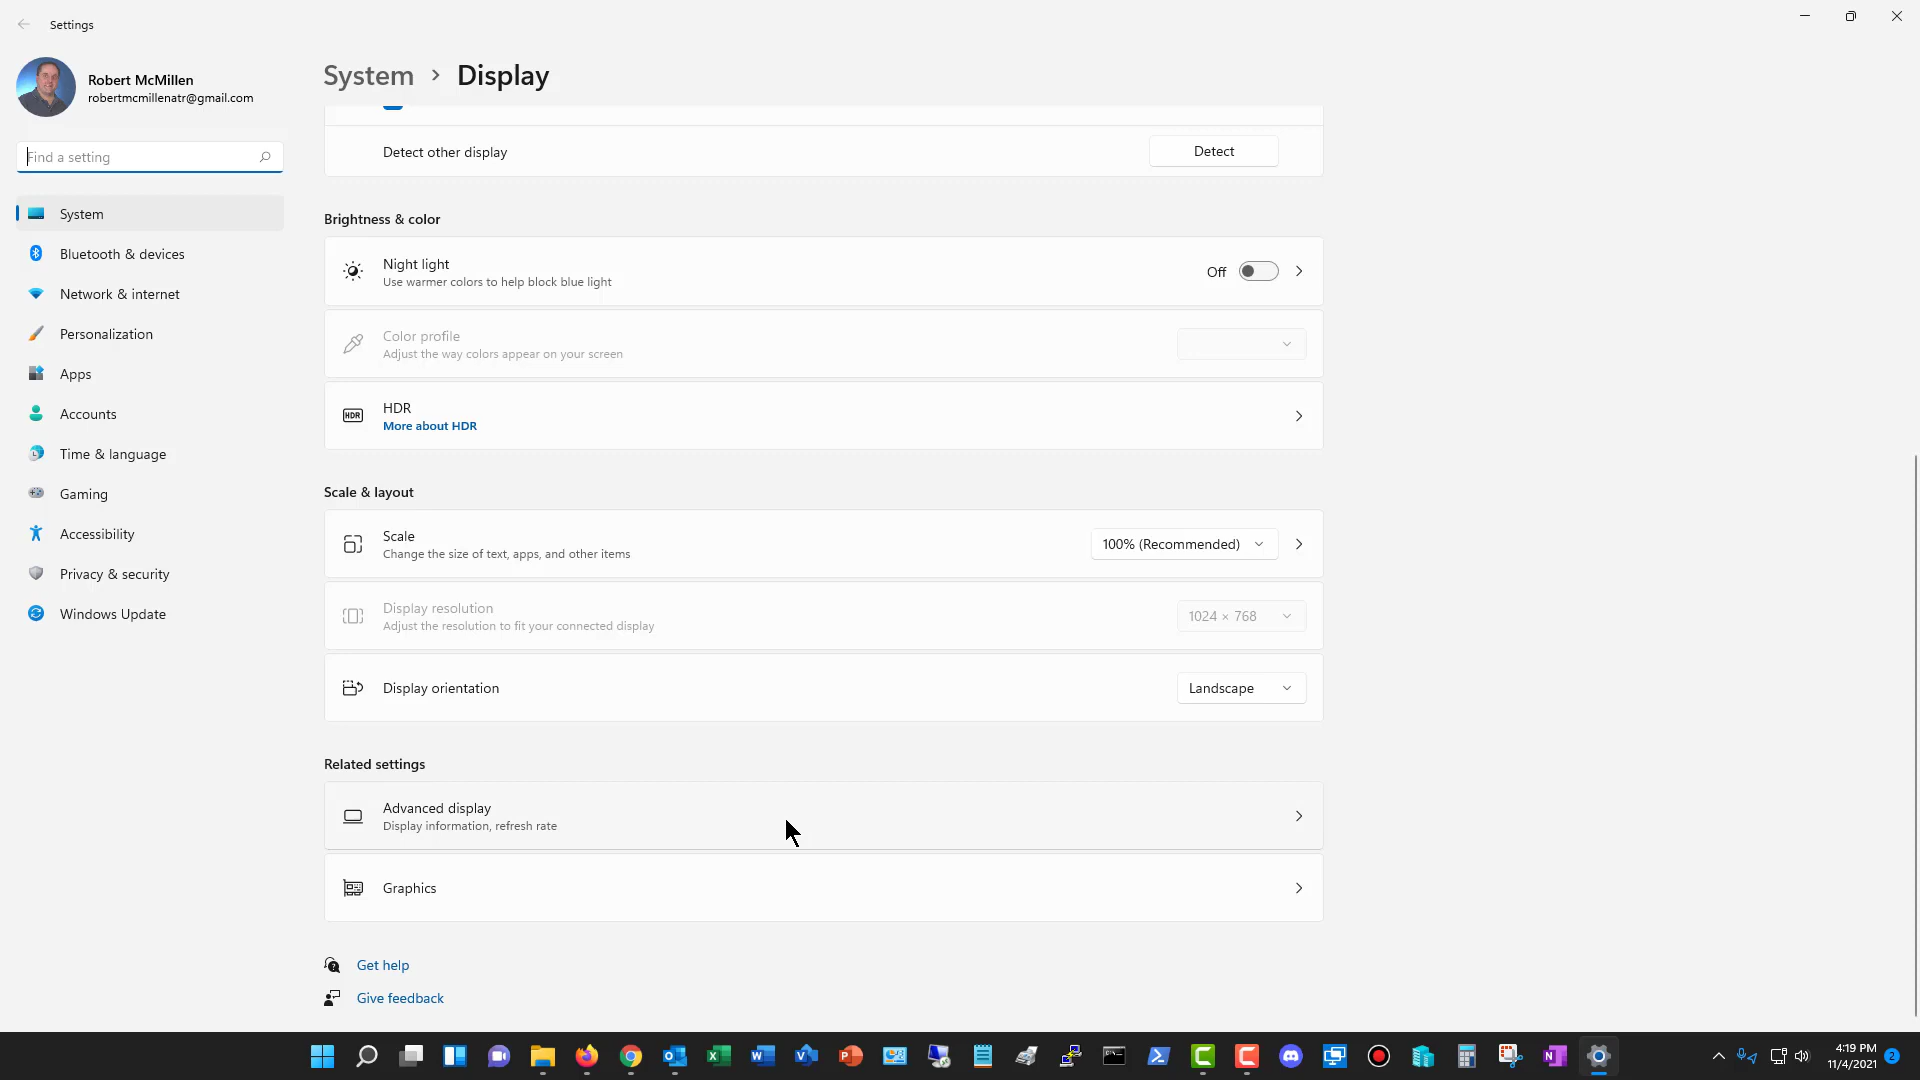 Settings
Robert McMillen
robertmcmillenatr@gmail.com
Find a setting
System
Bluetooth & devices
Network & internet
Personalization
Apps
Accounts
Time & language
Gaming
Accessibility
Privacy & security
Windows Update
System > Display
Detect other display
Detect
Brightness & color
Night light
Use warmer colors to help block blue light
Off
Color profile
Adjust the way colors appear on your screen
HDR
HDR
More about HDR
Scale & layout
Scale
Change the size of text, apps, and other items
100% (Recommended)
Display resolution
Adjust the resolution to fit your connected display
1024 × 768
Display orientation
Landscape
Related settings
Advanced display
Display information, refresh rate
Graphics
Get help
Give feedback
4:19 PM
11/4/2021
2